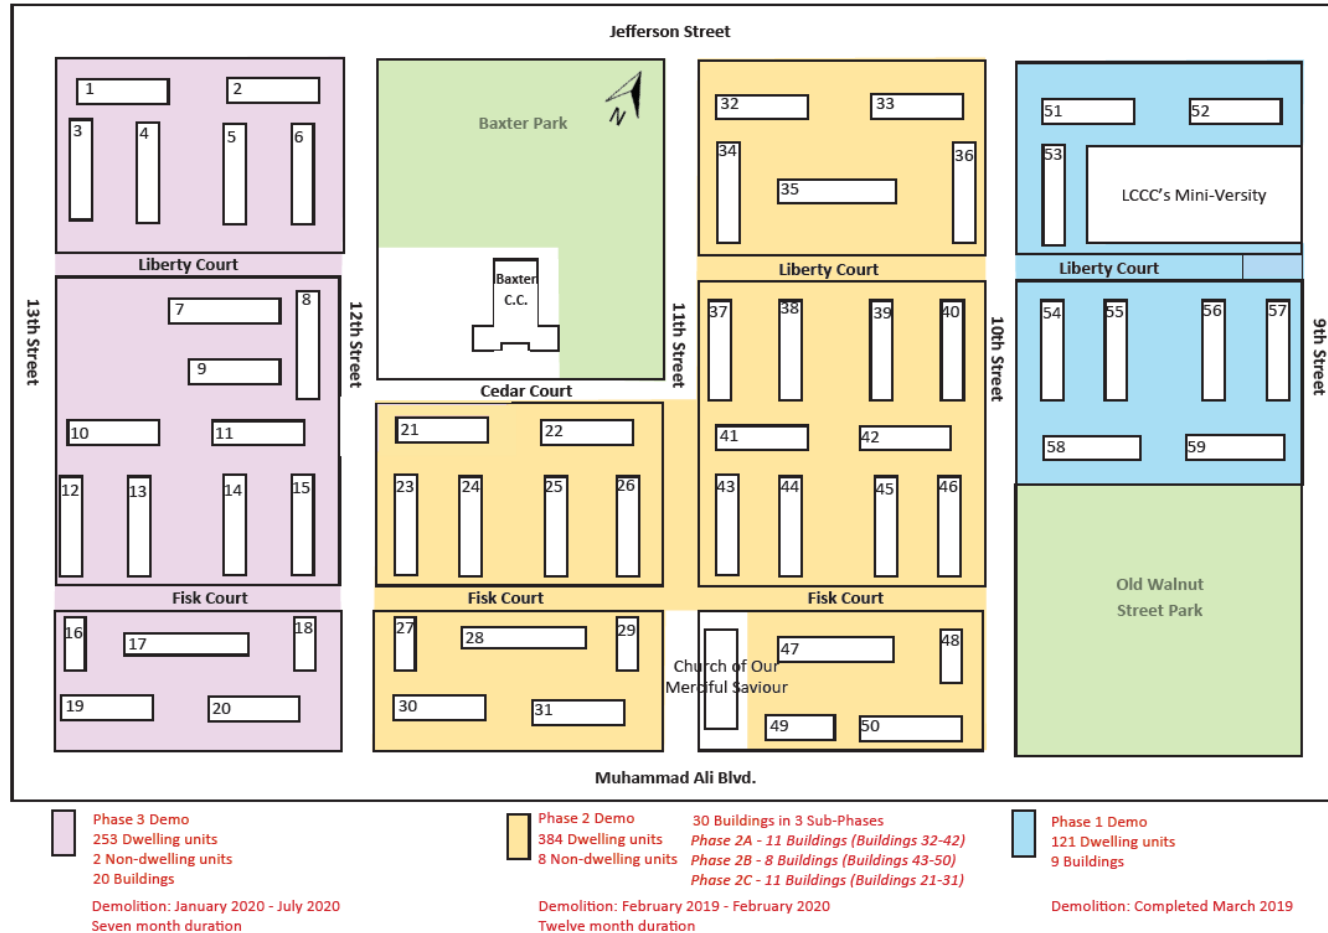 Jefferson Street
1
2
3
4
5
6
Baxter Park
N
32
33
34
35
36
51
52
53
LCCC's Mini-Versity
Liberty Court
Liberty Court
Liberty Court
13th Street
12th Street
11th Street
10th Street
9th Street
7
8
9
10
11
12
13
14
15
Baxter
C.C.
Cedar Court
21
22
23
24
25
26
37
38
39
40
41
42
43
44
45
46
54
55
56
57
58
59
Old Walnut
Street Park
Fisk Court
Fisk Court
Fisk Court
16
17
18
19
20
27
28
29
30
31
Church of Our
Merciful Saviour
47
48
49
50
Muhammad Ali Blvd.
Phase 3 Demo
253 Dwelling units
2 Non-dwelling units
20 Buildings
Demolition: January 2020 - July 2020
Seven month duration
Phase 2 Demo
384 Dwelling units
8 Non-dwelling units
30 Buildings in 3 Sub-Phases
Phase 2A - 11 Buildings (Buildings 32-42)
Phase 2B - 8 Buildings (Buildings 43-50)
Phase 2C - 11 Buildings (Buildings 21-31)
Demolition: February 2019 - February 2020
Twelve month duration
Phase 1 Demo
121 Dwelling units
9 Buildings
Demolition: Completed March 2019